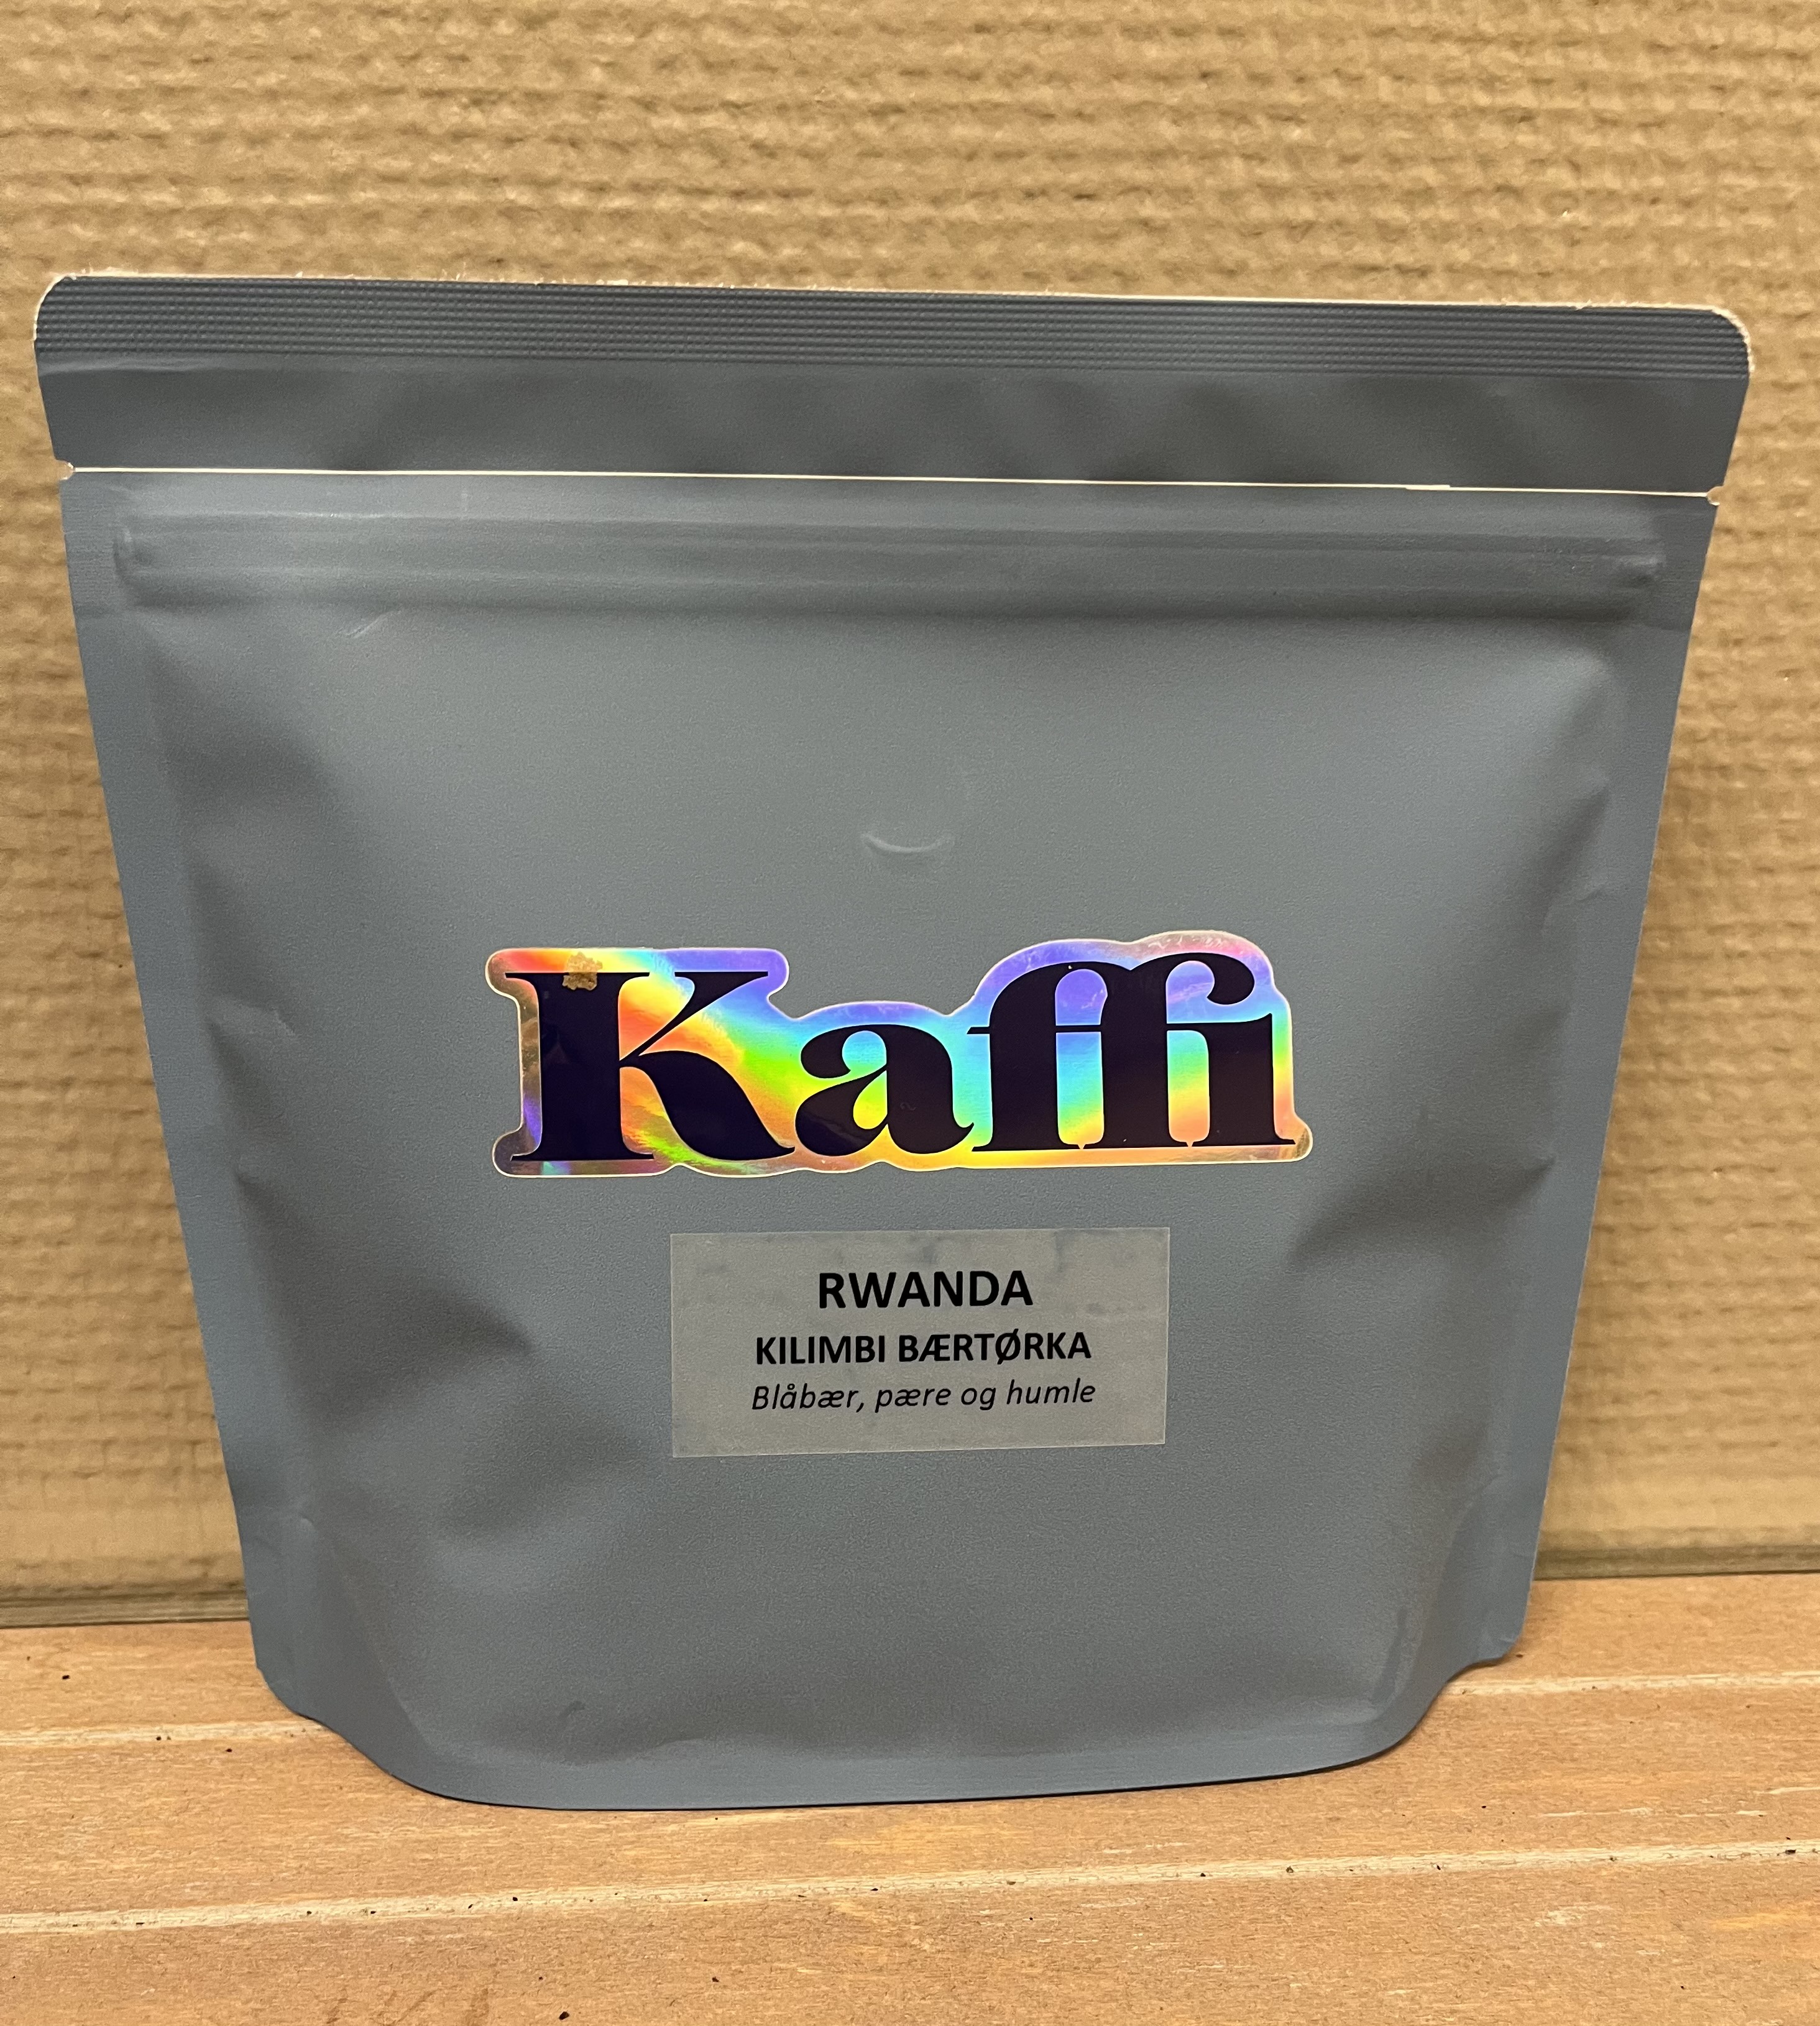 Kaffi
RWANDA
KILIMBI BÆRTØRKA
Blåbær, pære og humle